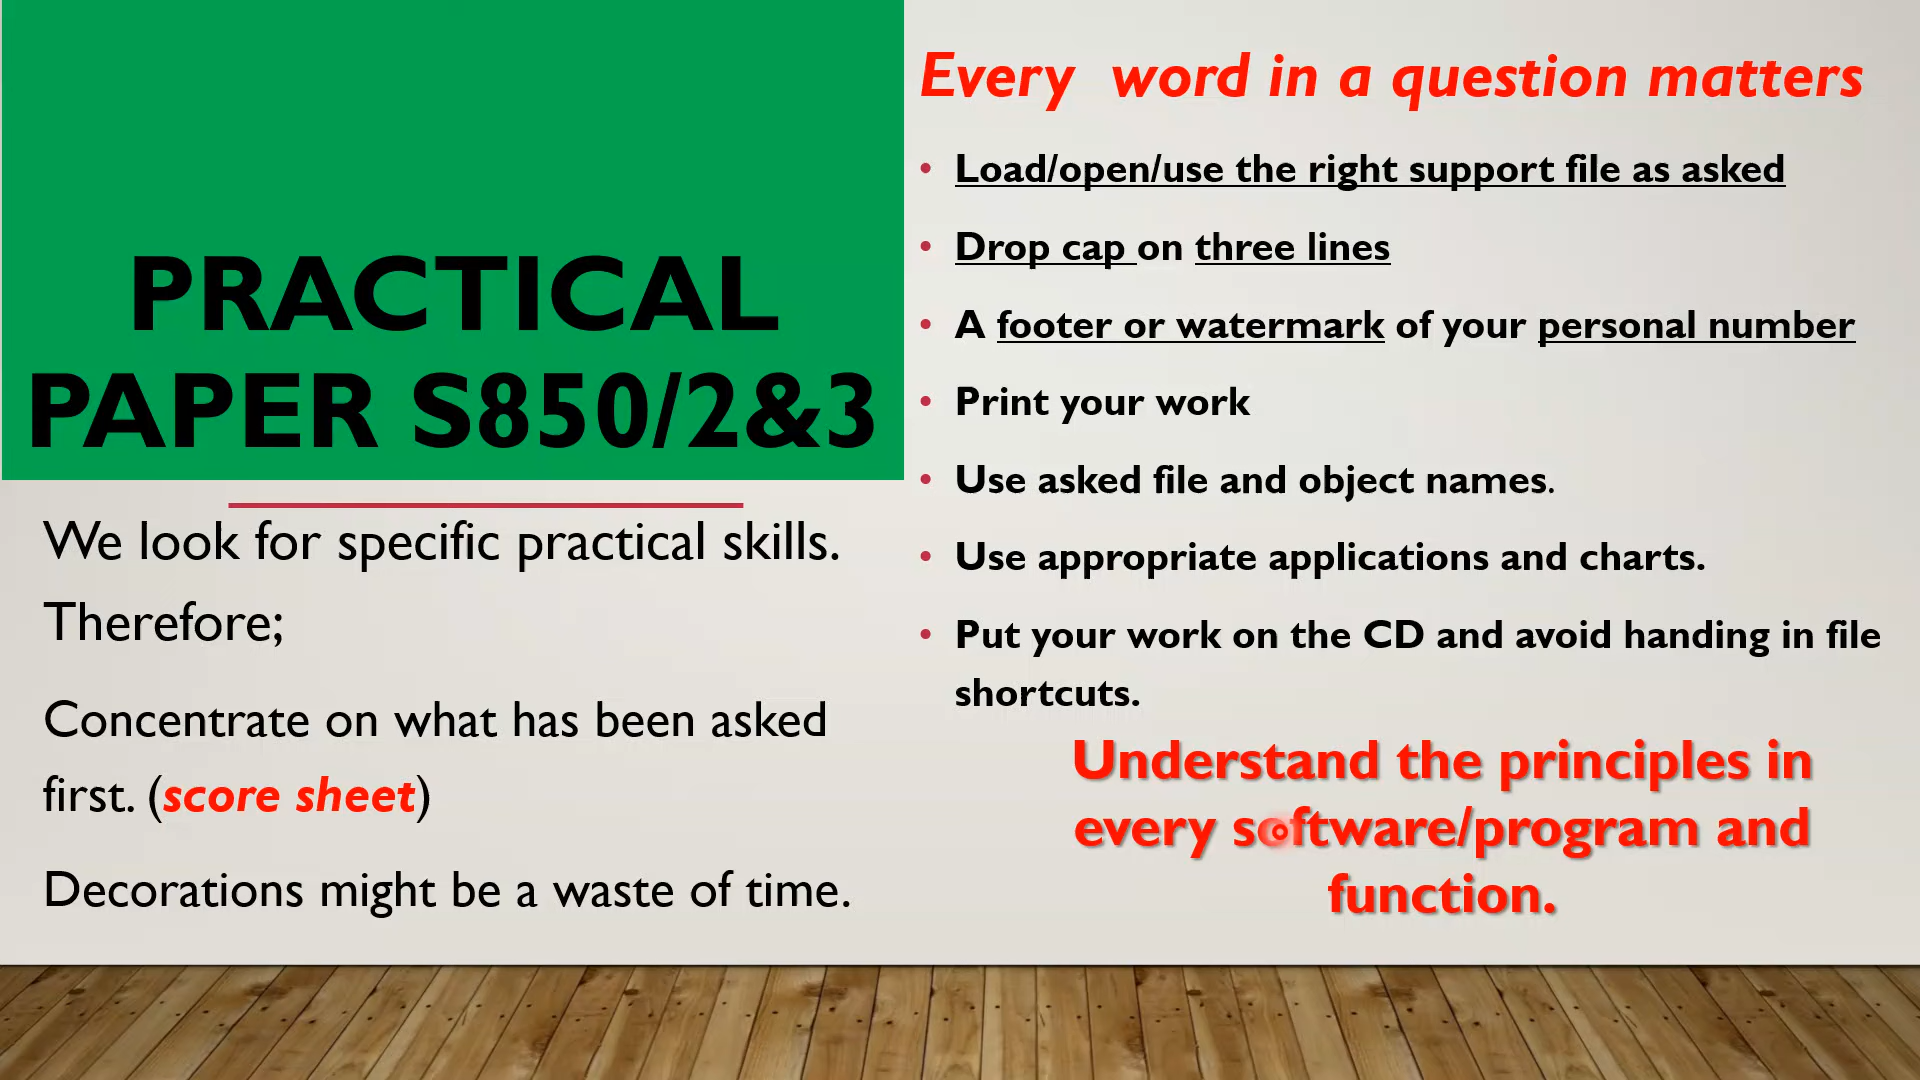 PRACTICAL
PAPER S850/2&3
We look for specific practical skills.
Therefore;
Concentrate on what has been asked
first. (score sheet)
Decorations might be a waste of time.
Every word in a question matters
• Load/open/use the right support file as asked
• Drop cap on three lines
• A footer or watermark of your personal number
• Print your work
• Use asked file and object names.
• Use appropriate applications and charts.
• Put your work on the CD and avoid handing in file
shortcuts.
Understand the principles in
every software/program and
function.